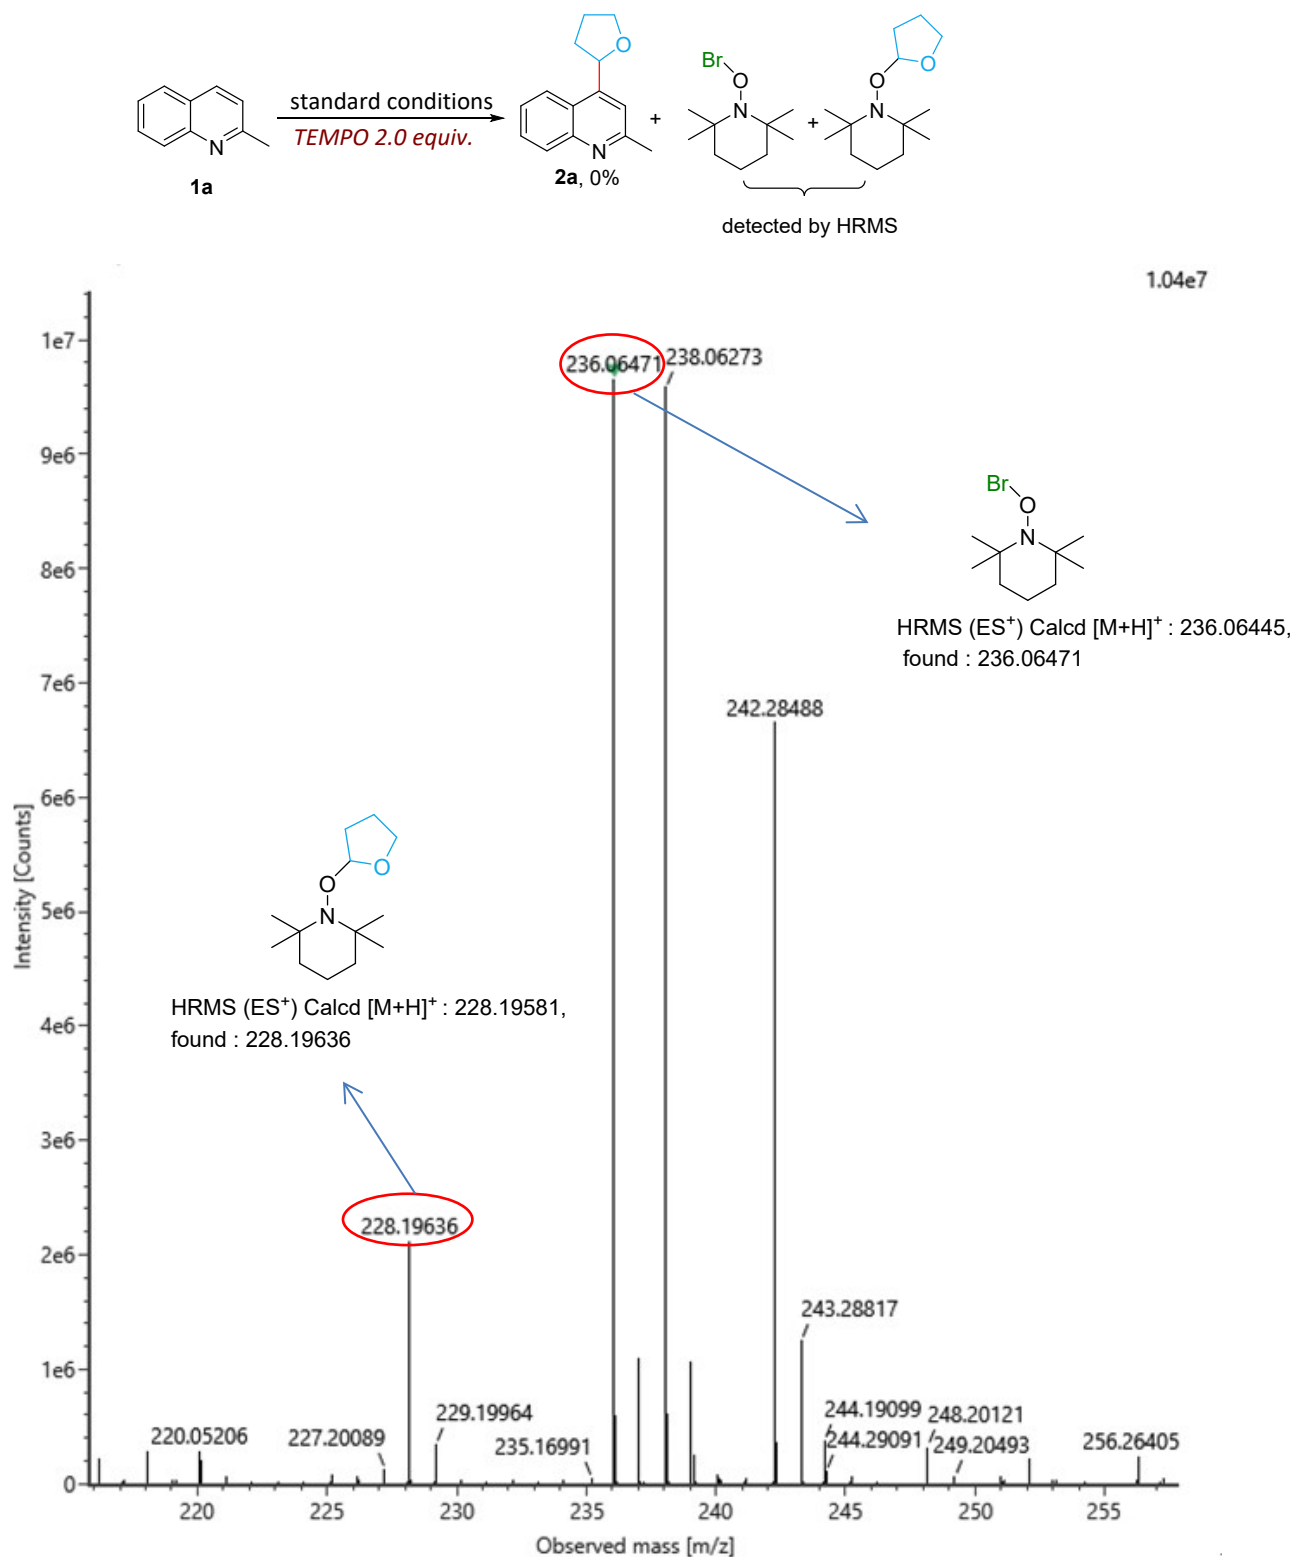 standard conditions
TEMPO 2.0 equiv.
N
1a
O
N
2a, 0%
+
Br
O
N
+
O
O
N
detected by HRMS
1.04e7
1e7
9e6
8e6
7e6
6e6
5e6
4e6
3e6
2e6
1e6
0
Intensity [Counts]
236.06471
238.06273
Br
O
N
HRMS (ES⁺) Calcd [M+H]⁺ : 236.06445,
found : 236.06471
242.28488
O
O
N
HRMS (ES⁺) Calcd [M+H]⁺ : 228.19581,
found : 228.19636
228.19636
243.28817
220.05206
227.20089
229.19964
235.16991
244.19099
244.29091
248.20121
249.20493
256.26405
220
225
230
235
240
245
250
255
Observed mass [m/z]